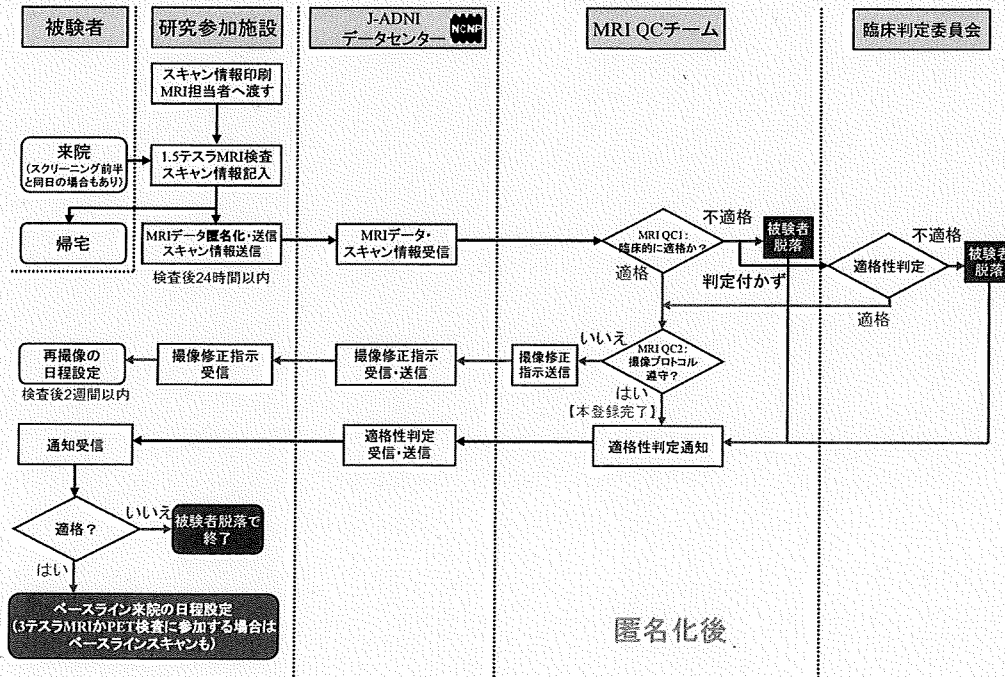 被験者
研究参加施設
J-ADNI
データセンター
NCNP
MRI QCチーム
臨床判定委員会
スキャン情報印刷
MRI担当者へ渡す
来院
(スクリーニング前半
と同日の場合もあり)
1.5テスラMRI検査
スキャン情報記入
帰宅
MRIデータ匿名化・送信
スキャン情報送信
検査後24時間以内
MRIデータ・
スキャン情報受信
MRI QC1:
臨床的に適格か?
不適格
被験者
脱落
判定付かず
適格
適格性判定
不適格
被験者
脱落
適格
再撮像の
日程設定
検査後2週間以内
撮像修正指示
受信
撮像修正指示
受信・送信
撮像修正
指示送信
いいえ
MRI QC2:
撮像プロトコル
遵守?
はい
【本登録完了】
通知受信
適格性判定
受信・送信
適格性判定通知
適格?
いいえ
被験者脱落で
終了
はい
ベースライン来院の日程設定
(3テスラMRIかPET検査に参加する場合は
ベースラインスキャンも)
匿名化後